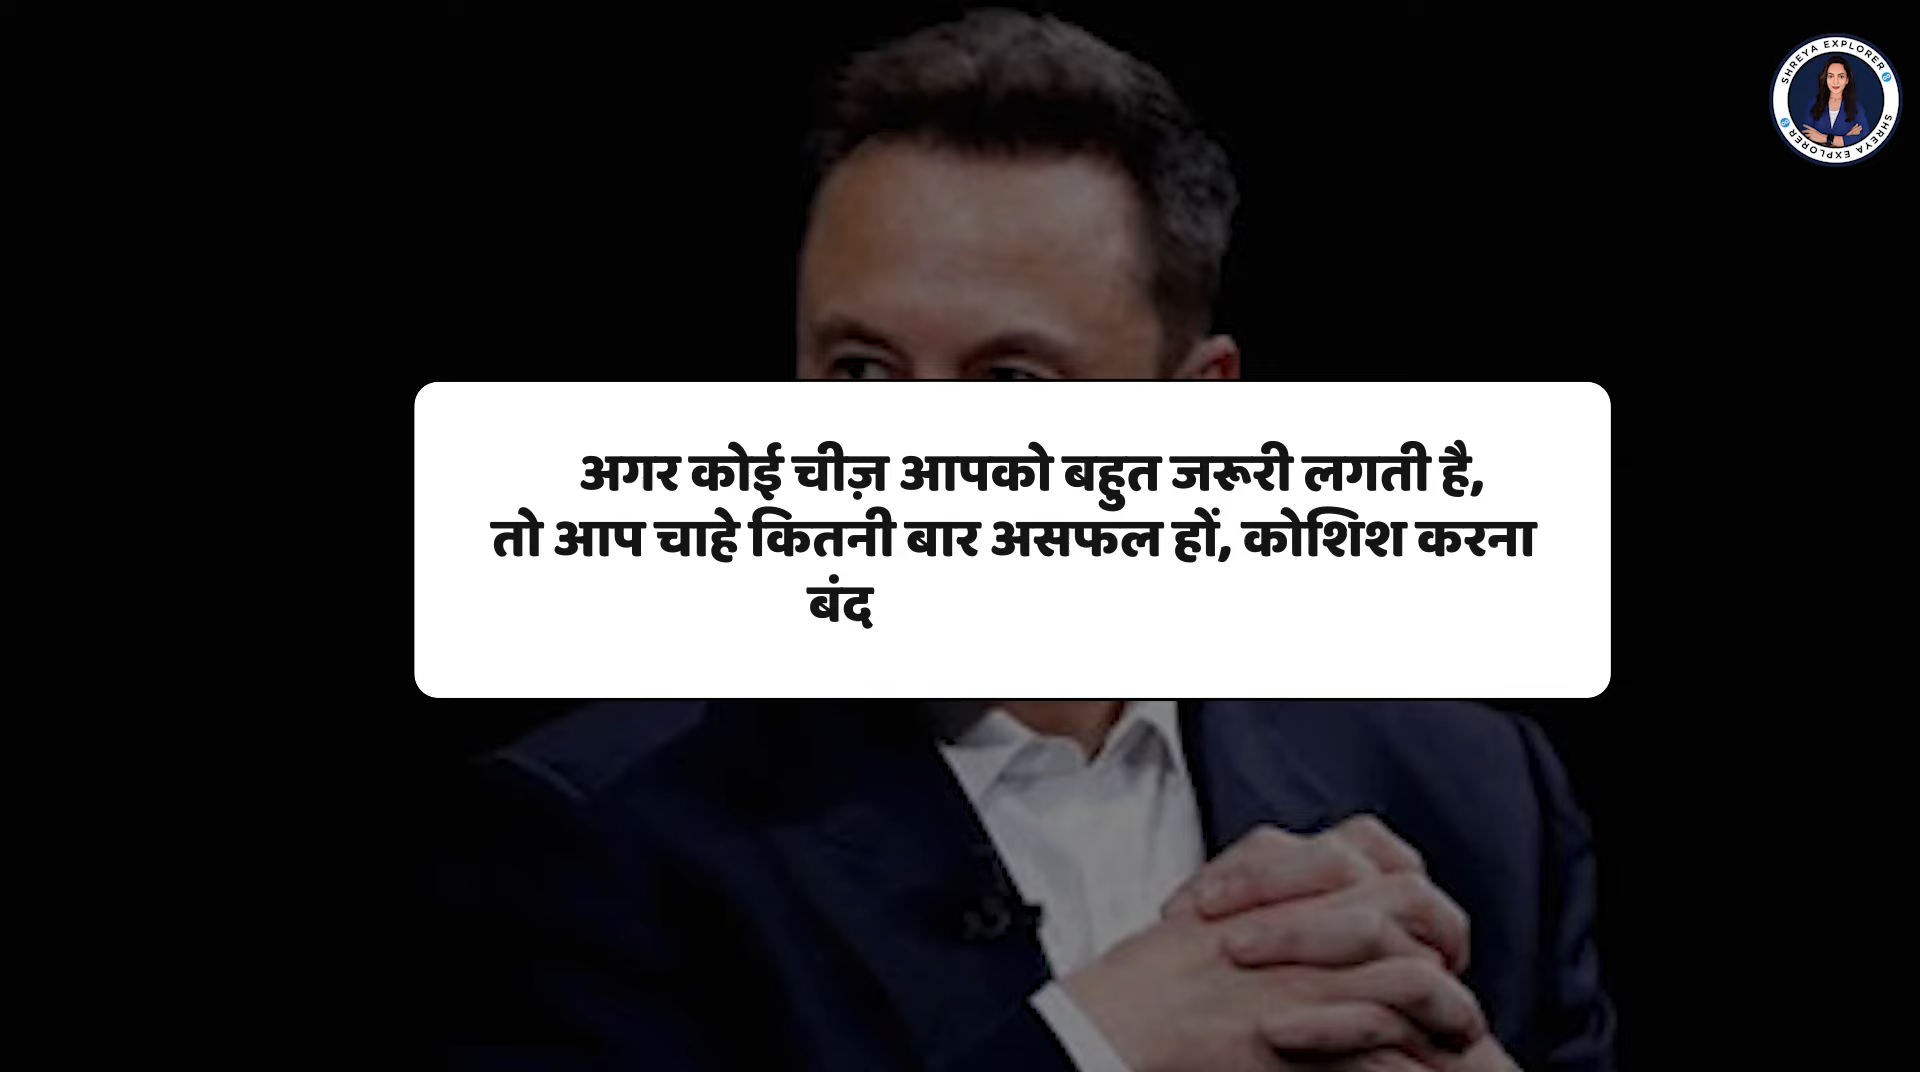 SHREYA EXPLORER
SHREYA EXPLORER
अगर कोई चीज़ आपको बहुत जरूरी लगती है,
तो आप चाहे कितनी बार असफल हों, कोशिश करना
बंद